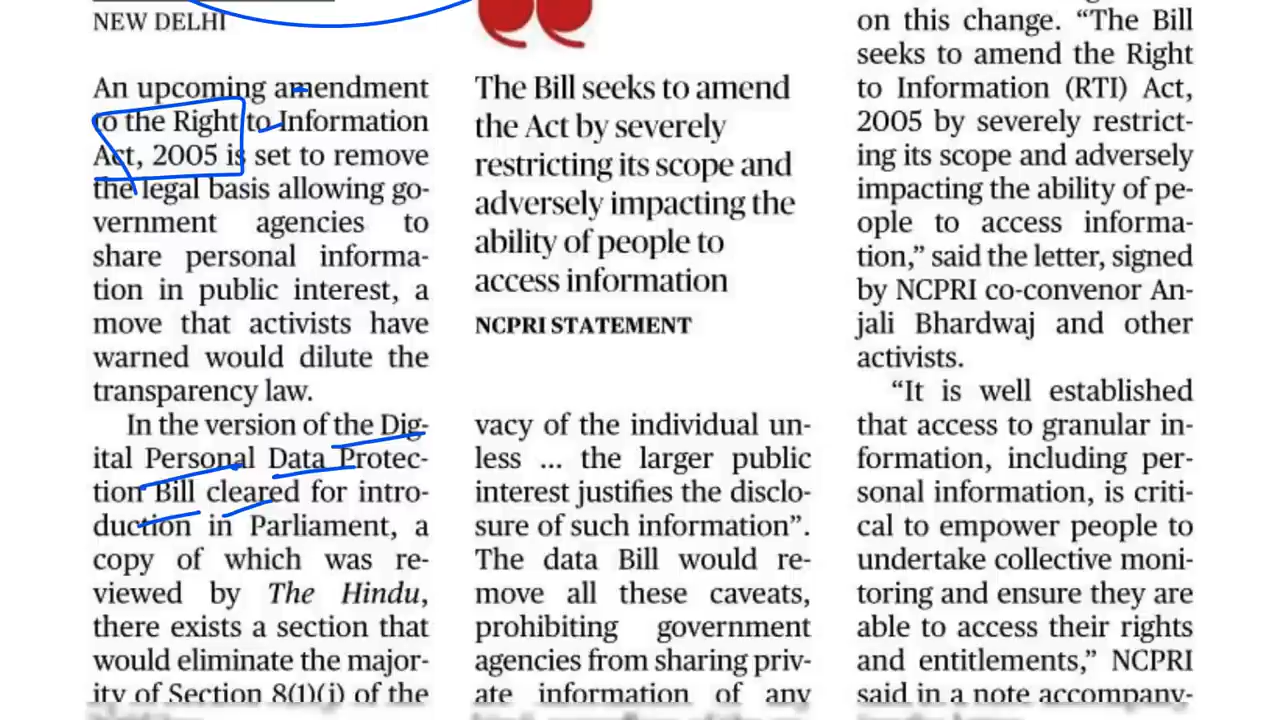 NEW DELHI
An upcoming amendment
to the Right to Information
Act, 2005 is set to remove
the legal basis allowing go-
vernment agencies to
share personal informa-
tion in public interest, a
move that activists have
warned would dilute the
transparency law.
In the version of the Dig-
ital Personal Data Protec-
tion Bill cleared for intro-
duction in Parliament, a
copy of which was re-
viewed by The Hindu,
there exists a section that
would eliminate the major-
ity of Section 8(1)(j) of the
The Bill seeks to amend
the Act by severely
restricting its scope and
adversely impacting the
ability of people to
access information
NCPRI STATEMENT
vacy of the individual un-
less ... the larger public
interest justifies the disclo-
sure of such information”.
The data Bill would re-
move all these caveats,
prohibiting government
agencies from sharing priv-
ate information of any
on this change. “The Bill
seeks to amend the Right
to Information (RTI) Act,
2005 by severely restrict-
ing its scope and adversely
impacting the ability of pe-
ople to access informa-
tion,” said the letter, signed
by NCPRI co-convenor An-
jali Bhardwaj and other
activists.
“It is well established
that access to granular in-
formation, including per-
sonal information, is criti-
cal to empower people to
undertake collective moni-
toring and ensure they are
able to access their rights
and entitlements,” NCPRI
said in a note accompany-